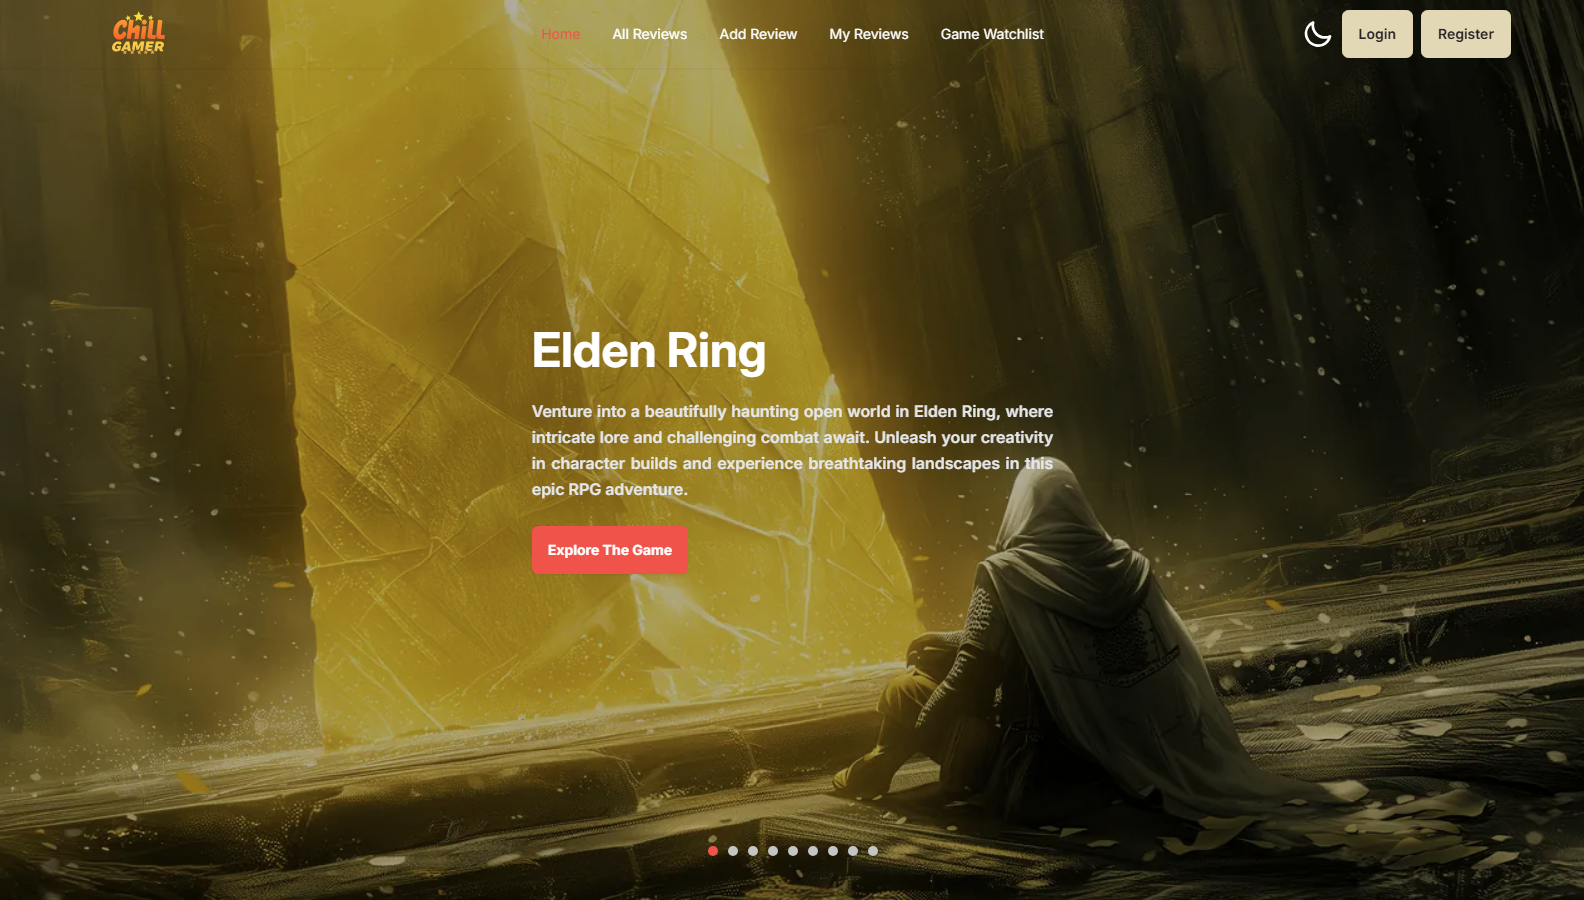 CHiLL
GAMER
Home
All Reviews
Add Review
My Reviews
Game Watchlist
Login
Register
Elden Ring
Venture into a beautifully haunting open world in Elden Ring, where
intricate lore and challenging combat await. Unleash your creativity
in character builds and experience breathtaking landscapes in this
epic RPG adventure.
Explore The Game